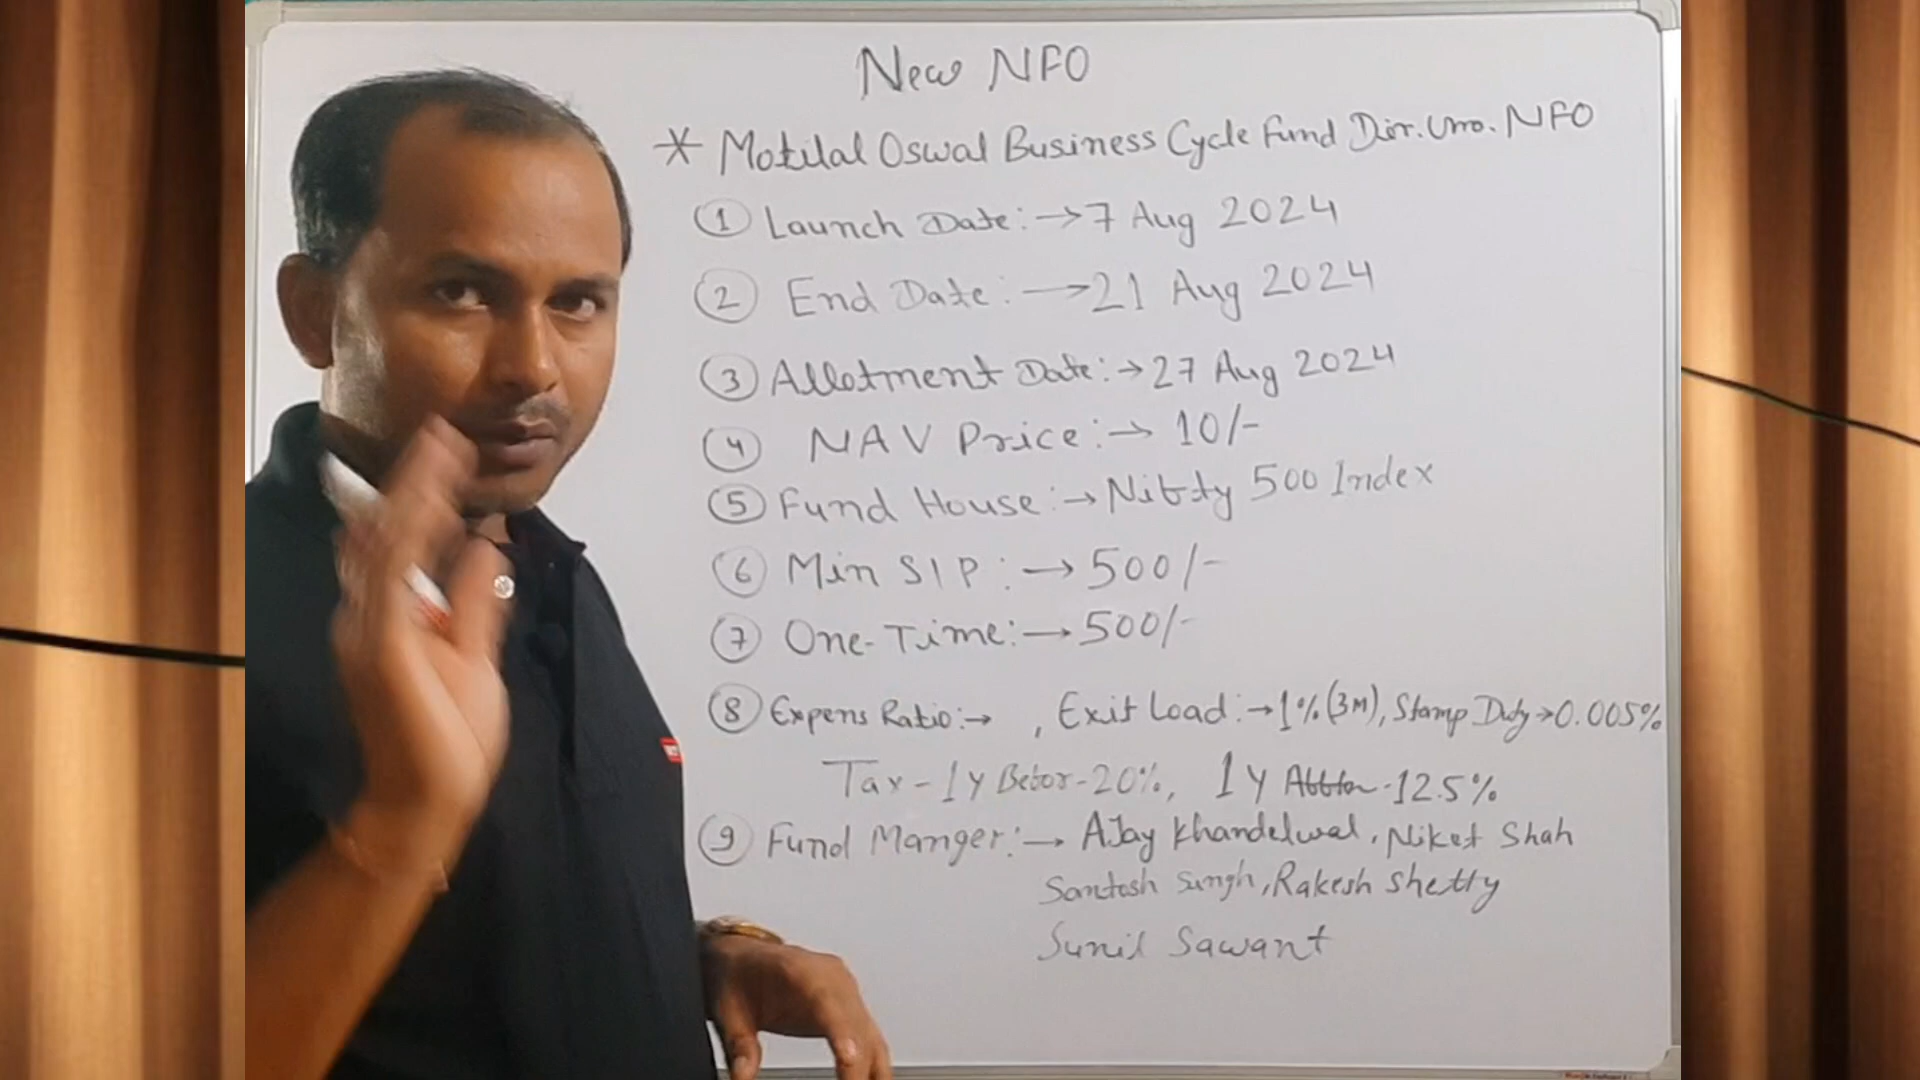 New NFO
* Motilal Oswal Business Cycle Fund Dir. Gro. NFO
① Launch Date :→ 7 Aug 2024
② End Date :→ 21 Aug 2024
③ Allotment Date :→ 27 Aug 2024
④ NAV Price :→ 10/-
⑤ Fund House :→ Nifty 500 Index
⑥ Min SIP :→ 500/-
⑦ One-Time :→ 500/-
⑧ Expens Ratio :→ , Exit Load :→ 1% (3M), Stamp Duty → 0.005%
Tax - 1 y Befor - 20%, 1 y - 12.5%
⑨ Fund Manger :→ AJay Khandelwal, Niket Shah
Santosh Singh, Rakesh Shetty
Sunil Sawant